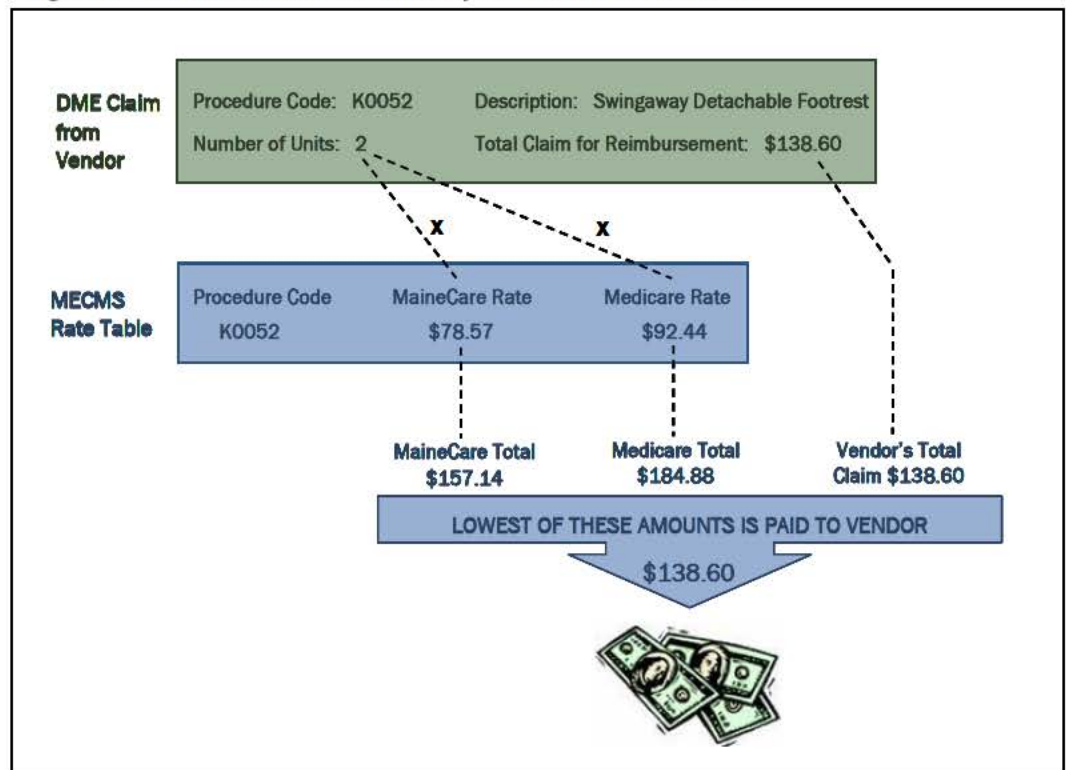 DME Claim
from
Vendor
Procedure Code: K0052 Description: Swingaway Detachable Footrest
Number of Units: 2 Total Claim for Reimbursement: $138.60
X X
MECMS
Rate Table
Procedure Code MaineCare Rate Medicare Rate
K0052 $78.57 $92.44
MaineCare Total Medicare Total Vendor's Total
$157.14 $184.88 Claim $138.60
LOWEST OF THESE AMOUNTS IS PAID TO VENDOR
$138.60